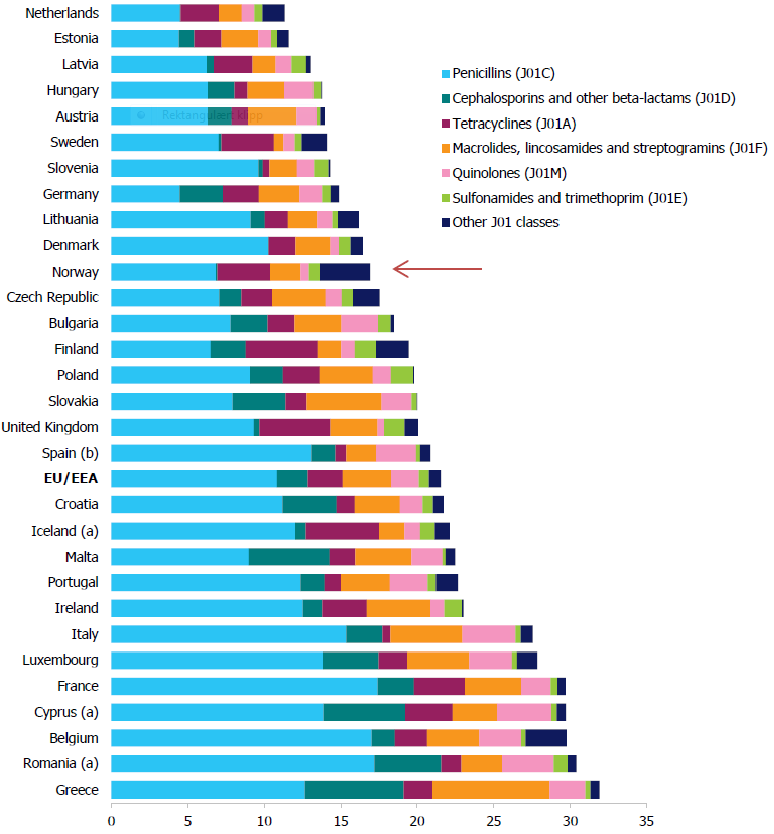 Netherlands
Estonia
Latvia
Hungary
Austria
Sweden
Slovenia
Germany
Lithuania
Denmark
Norway
Czech Republic
Bulgaria
Finland
Poland
Slovakia
United Kingdom
Spain (b)
EU/EEA
Croatia
Iceland (a)
Malta
Portugal
Ireland
Italy
Luxembourg
France
Cyprus (a)
Belgium
Romania (a)
Greece
Rektangulært klipp
Penicillins (J01C)
Cephalosporins and other beta-lactams (J01D)
Tetracyclines (J01A)
Macrolides, lincosamides and streptogramins (J01F)
Quinolones (J01M)
Sulfonamides and trimethoprim (J01E)
Other J01 classes
0 5 10 15 20 25 30 35